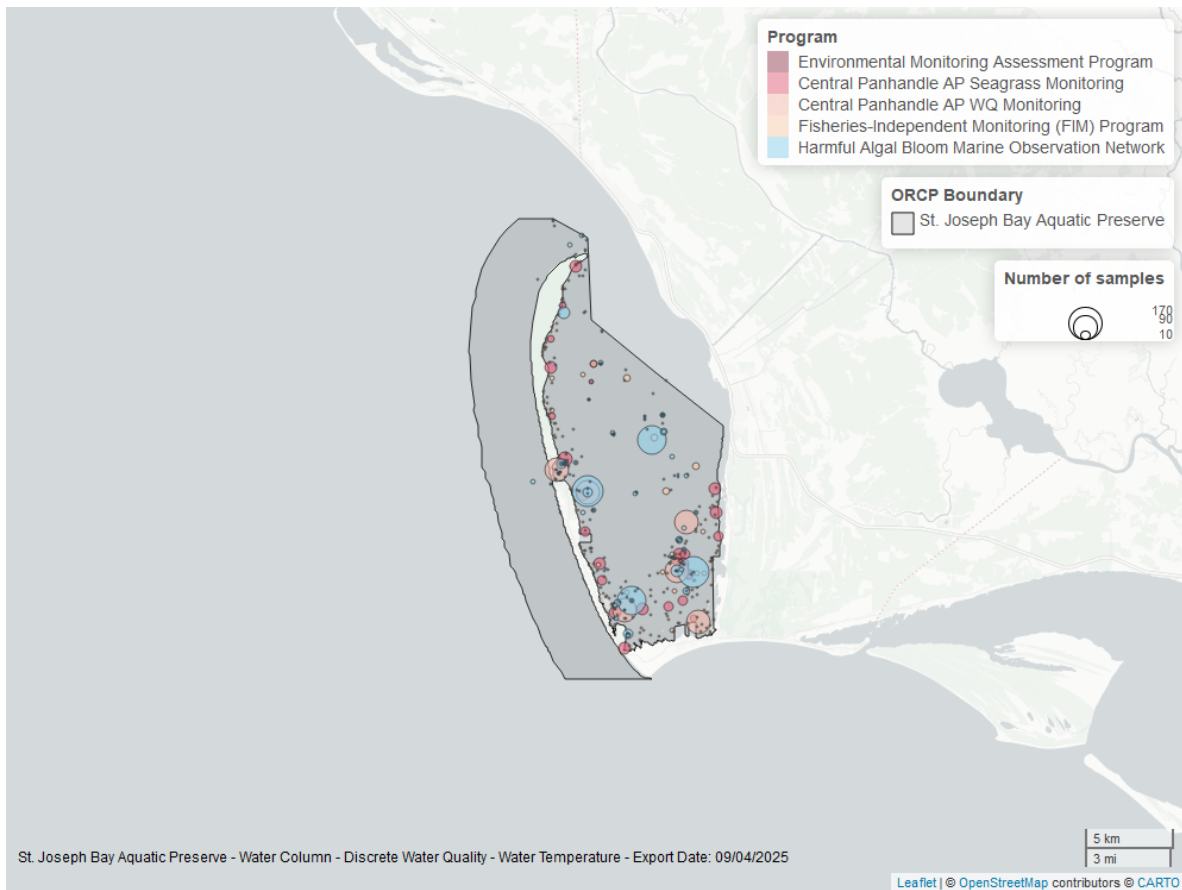 Program
Environmental Monitoring Assessment Program
Central Panhandle AP Seagrass Monitoring
Central Panhandle AP WQ Monitoring
Fisheries-Independent Monitoring (FIM) Program
Harmful Algal Bloom Marine Observation Network
ORCP Boundary
St. Joseph Bay Aquatic Preserve
Number of samples
170
90
10
5 km
3 mi
St. Joseph Bay Aquatic Preserve - Water Column - Discrete Water Quality - Water Temperature - Export Date: 09/04/2025
Leaflet | © OpenStreetMap contributors © CARTO